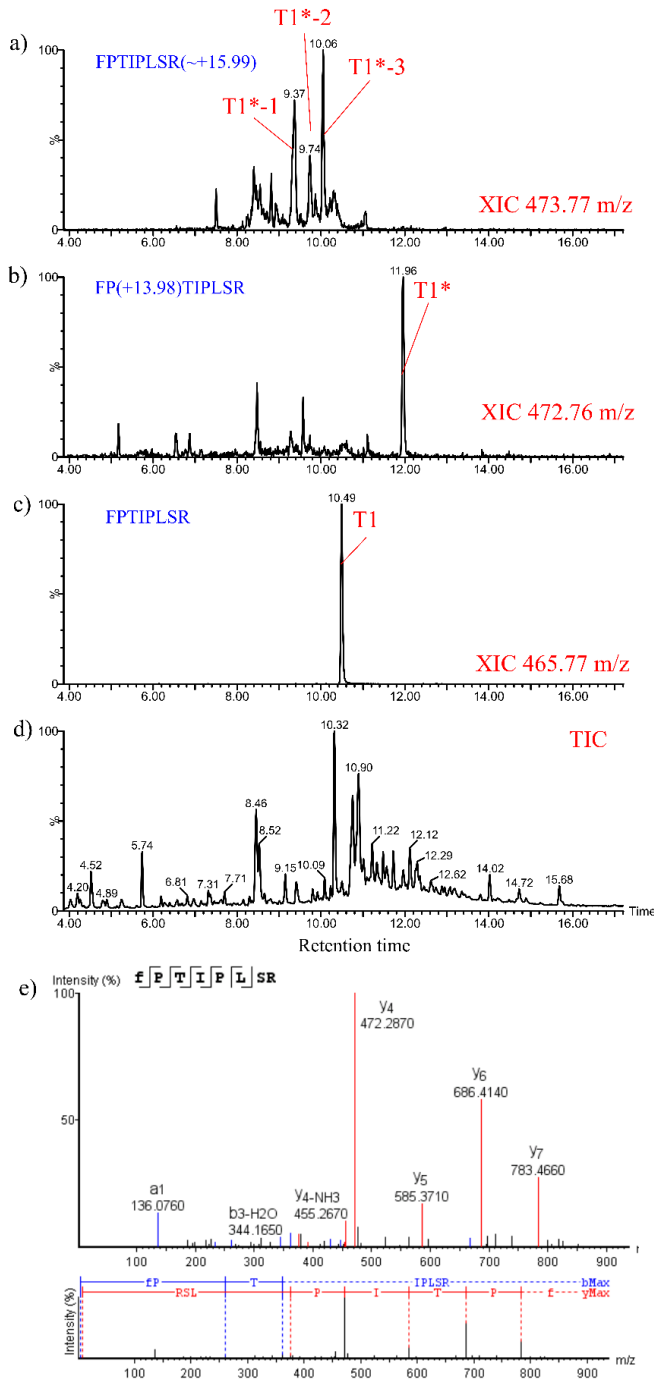 a)
FPTIPLSR(~+15.99)
T1*-1
T1*-2
T1*-3
100
%
0
9.37
9.74
10.06
XIC 473.77 m/z
4.00 6.00 8.00 10.00 12.00 14.00 16.00
b)
FP(+13.98)TIPLSR
100
%
0
11.96
T1*
XIC 472.76 m/z
4.00 6.00 8.00 10.00 12.00 14.00 16.00
c)
FPTIPLSR
100
%
0
10.49
T1
XIC 465.77 m/z
4.00 6.00 8.00 10.00 12.00 14.00 16.00
d)
TIC
100
%
0
4.20
4.52
4.89
5.74
6.81
7.31
7.71
8.46
8.52
9.15
10.09
10.32
10.90
11.22
12.12
12.29
12.62
14.02
14.72
15.68
Time
4.00 6.00 8.00 10.00 12.00 14.00 16.00
Retention time
e)
Intensity (%)
f P T I P L SR
100
50
a1
136.0760
b3-H2O
344.1650
y4-NH3
455.2670
y4
472.2870
y5
585.3710
y6
686.4140
y7
783.4660
100 200 300 400 500 600 700 800 900
fP T IPLSR bMax
RSL P I T P f yMax
Intensity (%)
100 200 300 400 500 600 700 800 900
m/z